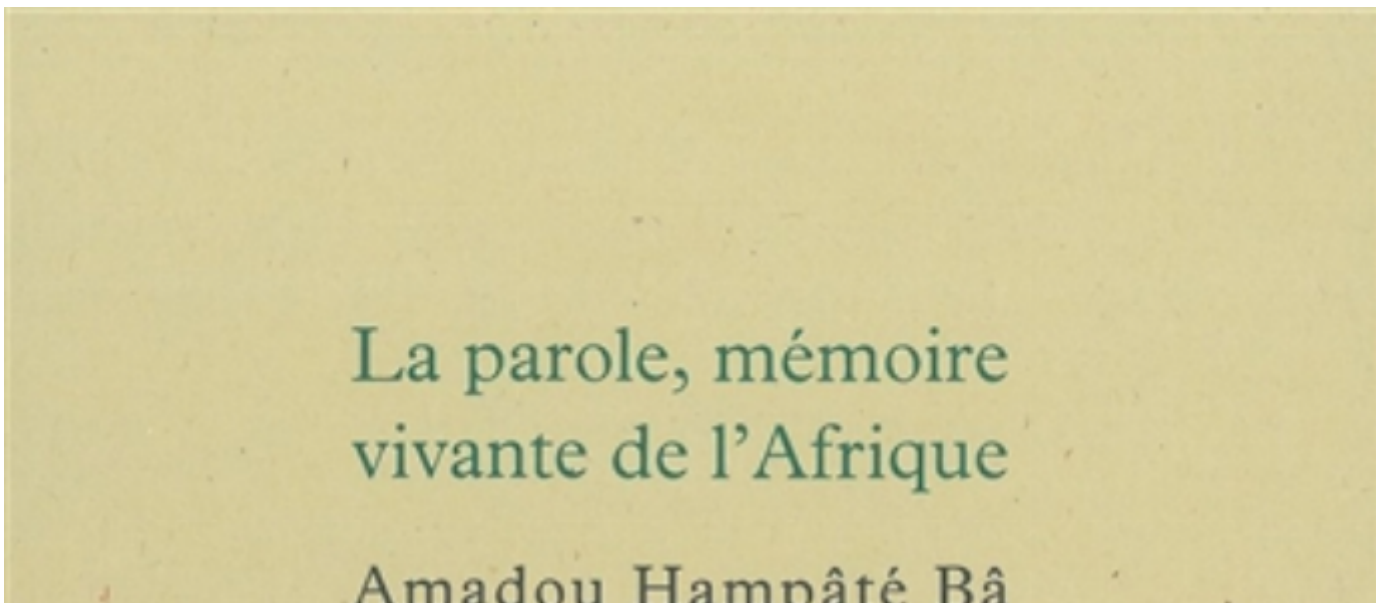 La parole, mémoire
vivante de l’Afrique
Amadou Hampâté Bâ